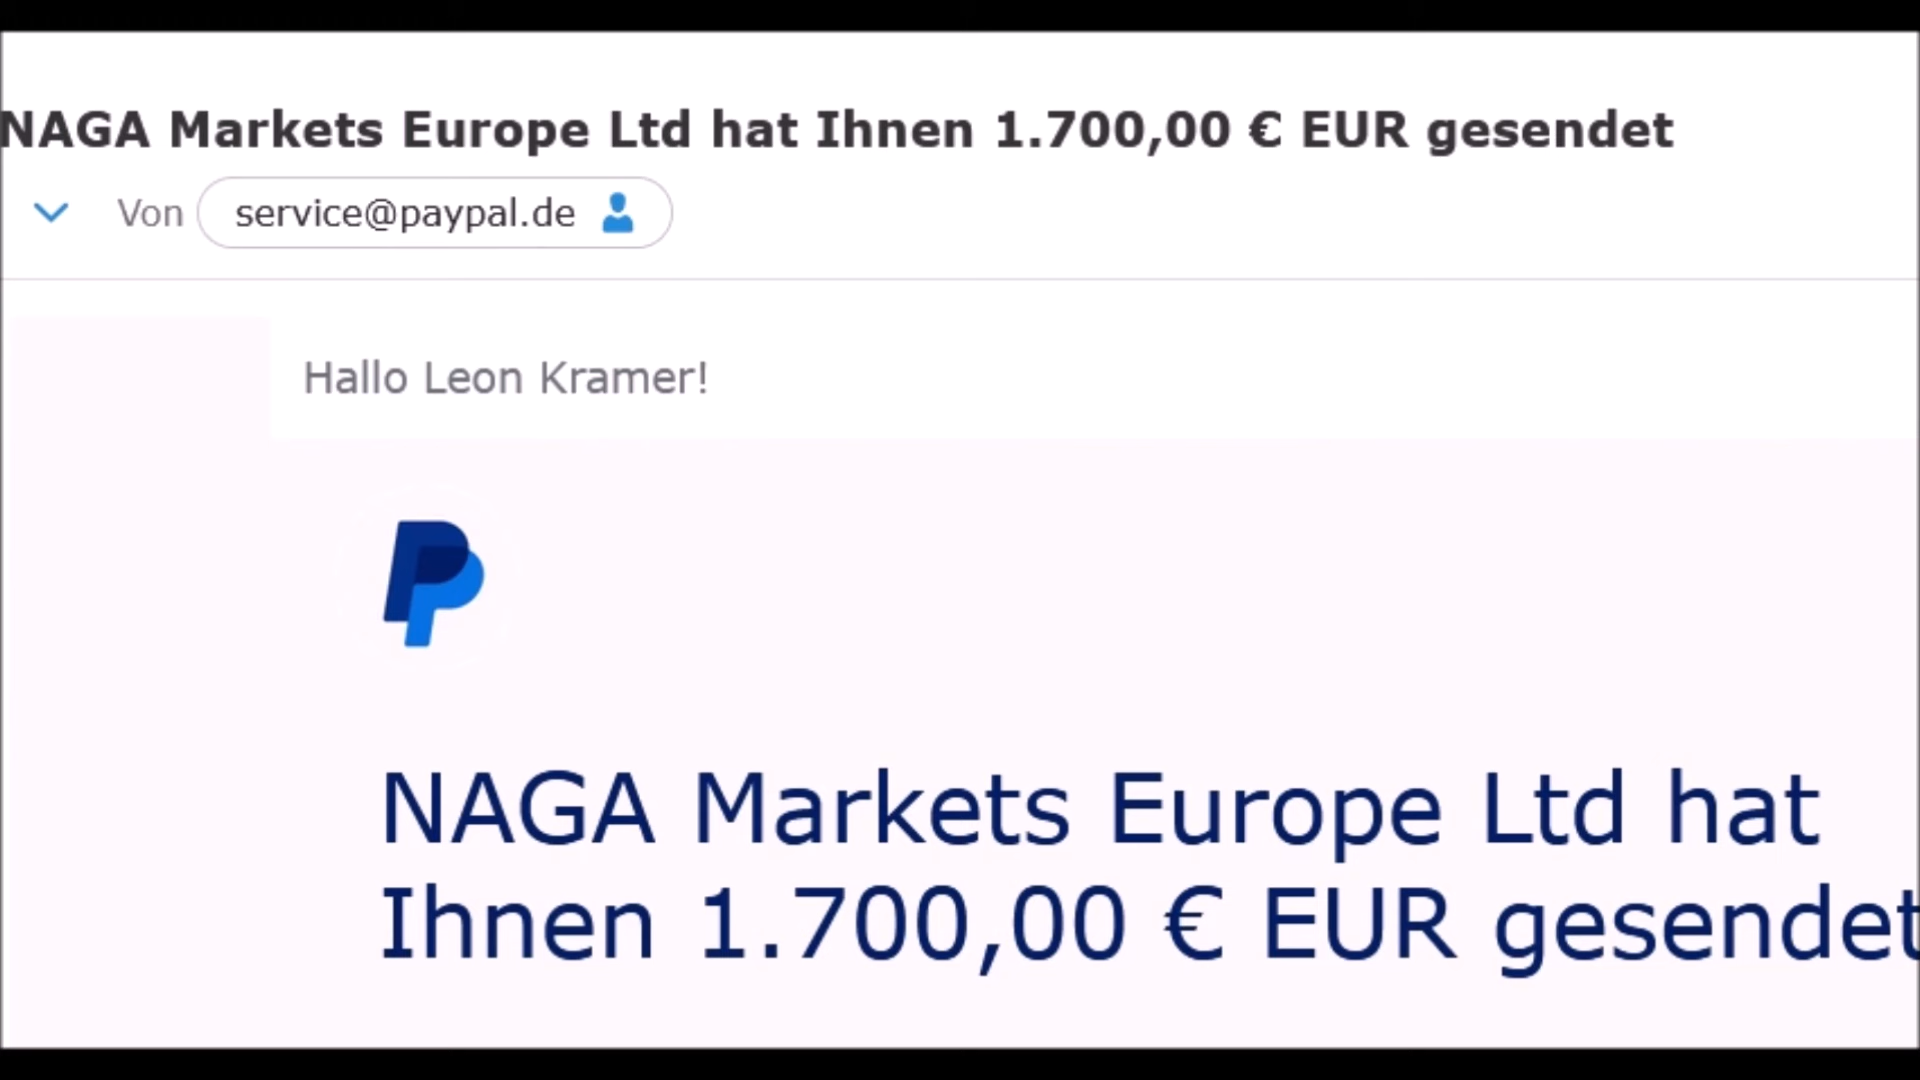 NAGA Markets Europe Ltd hat Ihnen 1.700,00 € EUR gesendet
Von service@paypal.de
Hallo Leon Kramer!
NAGA Markets Europe Ltd hat
Ihnen 1.700,00 € EUR gesendet